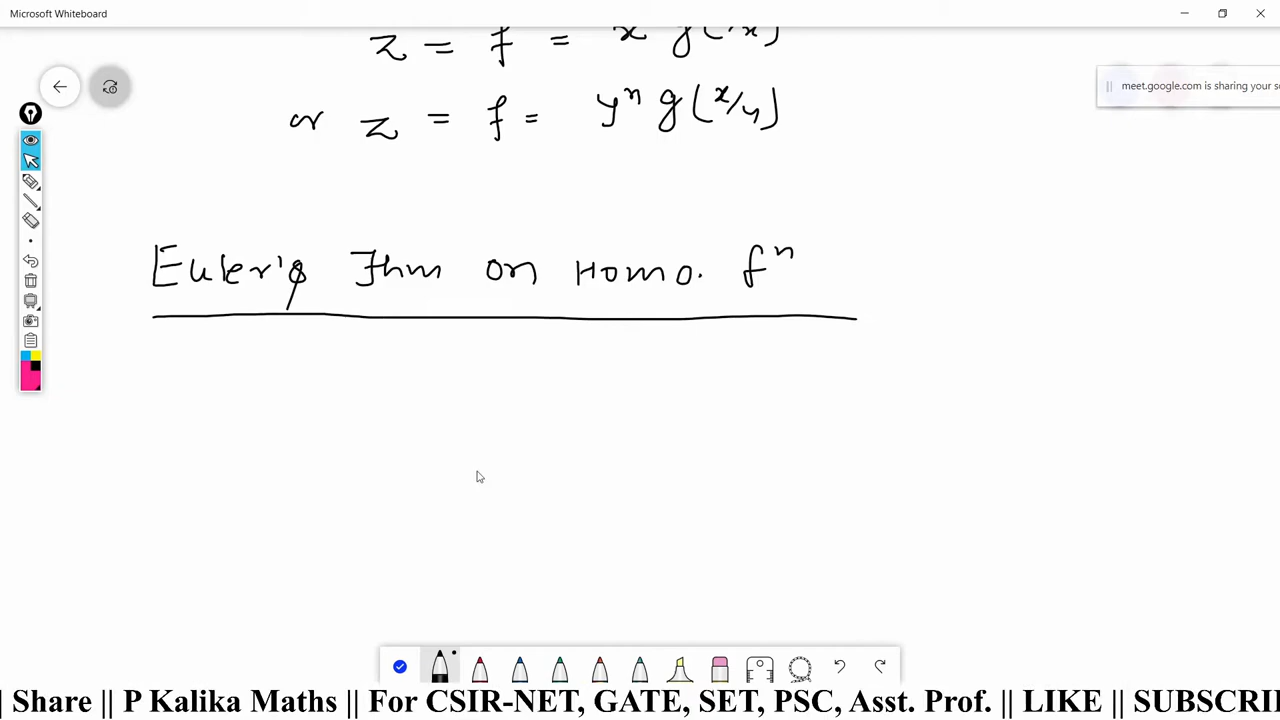 Microsoft Whiteboard
z = f =
meet.google.com is sharing your s
or z = f = yⁿ g(x/y)
Euler's Thm on Homo. fⁿ
| Share || P Kalika Maths || For CSIR-NET, GATE, SET, PSC, Asst. Prof. || LIKE || SUBSCRI